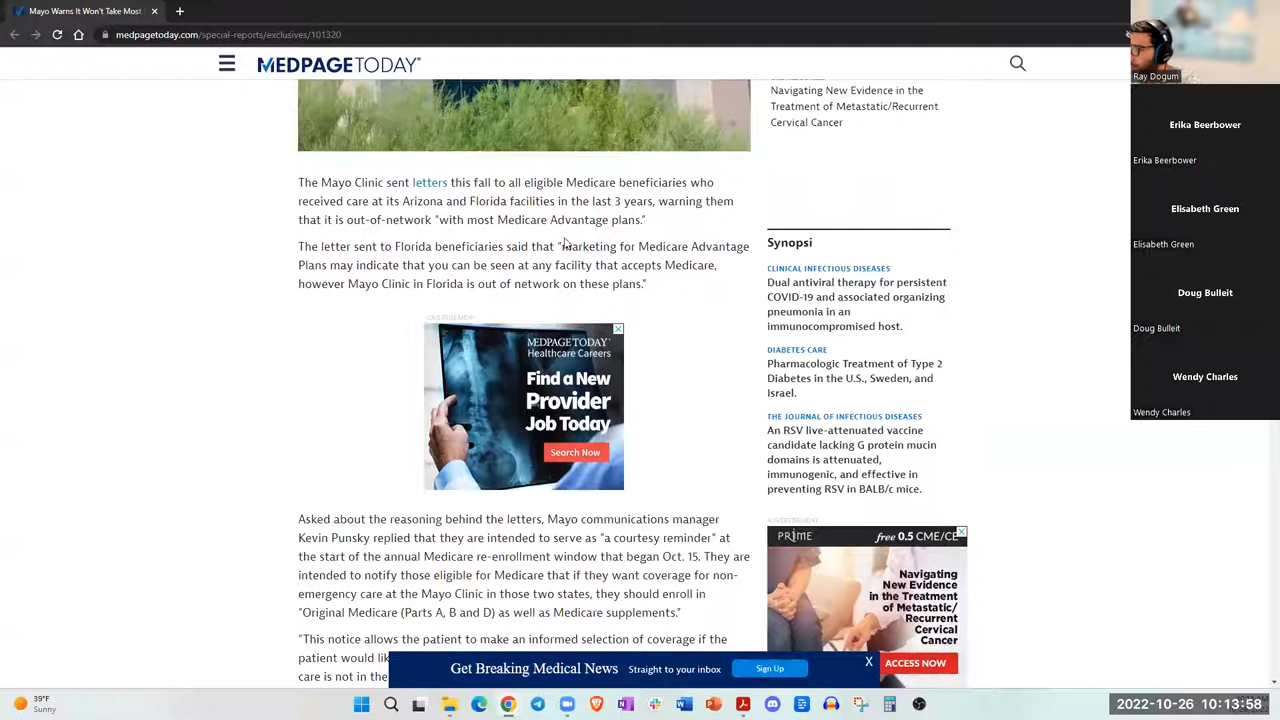 Mayo Warns It Won't Take Most
medpagetoday.com/special-reports/exclusives/101320
MEDPAGETODAY®
Navigating New Evidence in the
Treatment of Metastatic/Recurrent
Cervical Cancer
The Mayo Clinic sent letters this fall to all eligible Medicare beneficiaries who
received care at its Arizona and Florida facilities in the last 3 years, warning them
that it is out-of-network "with most Medicare Advantage plans."
The letter sent to Florida beneficiaries said that "Marketing for Medicare Advantage
Plans may indicate that you can be seen at any facility that accepts Medicare,
however Mayo Clinic in Florida is out of network on these plans."
ADVERTISEMENT
MEDPAGE TODAY®
Healthcare Careers
Find a New
Provider
Job Today
Search Now
Asked about the reasoning behind the letters, Mayo communications manager
Kevin Punsky replied that they are intended to serve as "a courtesy reminder" at
the start of the annual Medicare re-enrollment window that began Oct. 15. They are
intended to notify those eligible for Medicare that if they want coverage for non-
emergency care at the Mayo Clinic in those two states, they should enroll in
"Original Medicare (Parts A, B and D) as well as Medicare supplements."
"This notice allows the patient to make an informed selection of coverage if the
patient would lik
care is not in the
Synopsi
CLINICAL INFECTIOUS DISEASES
Dual antiviral therapy for persistent
COVID-19 and associated organizing
pneumonia in an
immunocompromised host.
DIABETES CARE
Pharmacologic Treatment of Type 2
Diabetes in the U.S., Sweden, and
Israel.
THE JOURNAL OF INFECTIOUS DISEASES
An RSV live-attenuated vaccine
candidate lacking G protein mucin
domains is attenuated,
immunogenic, and effective in
preventing RSV in BALB/c mice.
ADVERTISEMENT
PRIME free 0.5 CME/CE
Navigating
New Evidence
in the Treatment
of Metastatic/
Recurrent
Cervical
Cancer
ACCESS NOW
Get Breaking Medical News Straight to your inbox Sign Up X
Ray Dogum
Erika Beerbower
Erika Beerbower
Elisabeth Green
Elisabeth Green
Doug Bulleit
Doug Bulleit
Wendy Charles
Wendy Charles
39°F
Sunny
2022-10-26 10:13:58